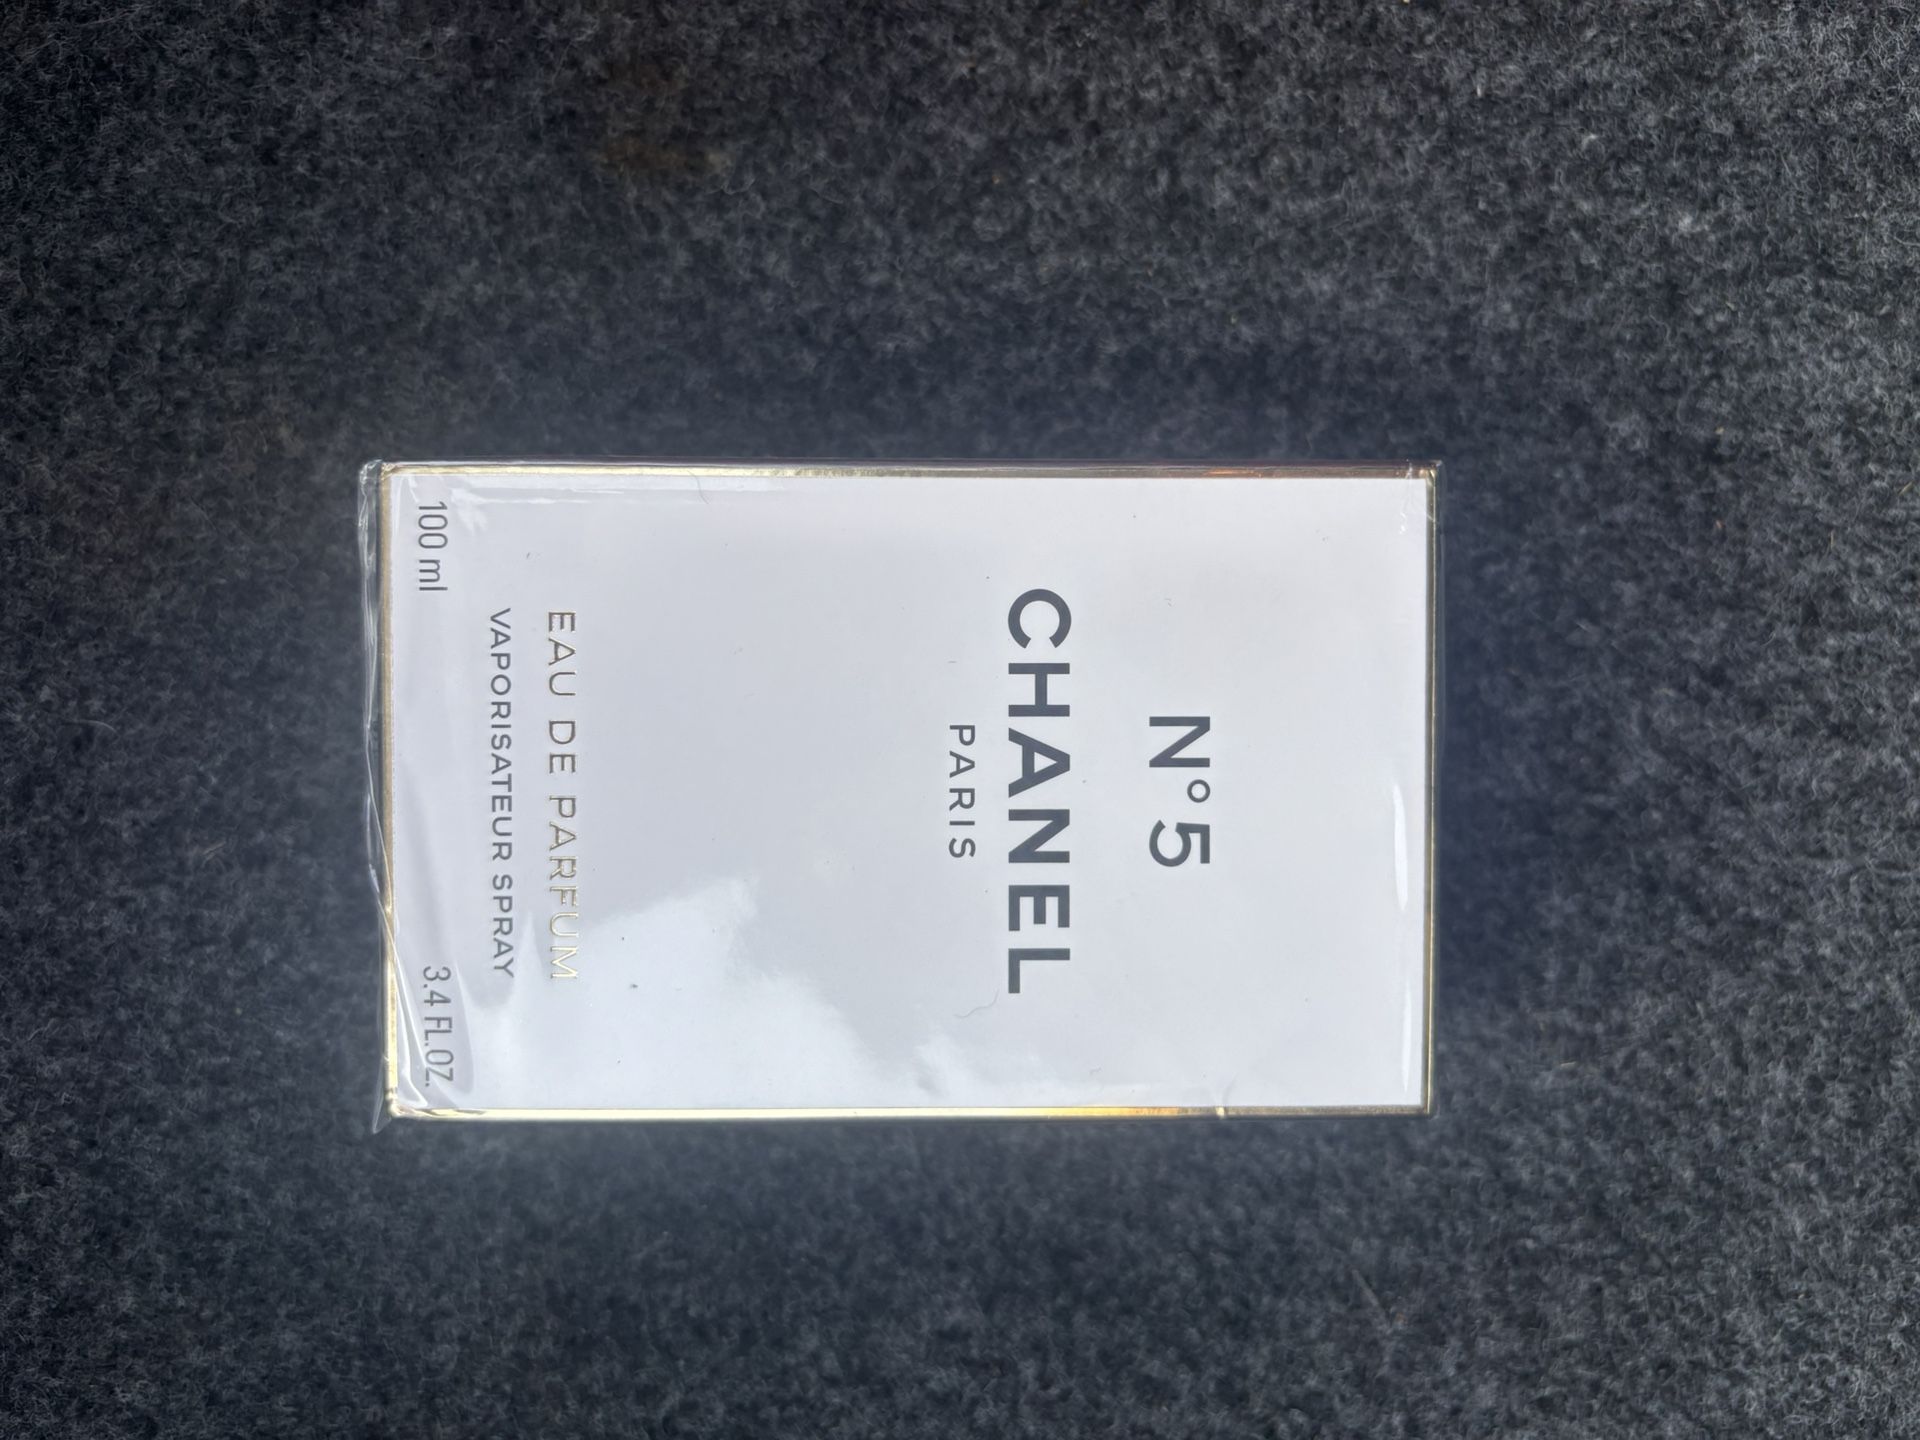 N°5
CHANEL
PARIS
EAU DE PARFUM
VAPORISATEUR SPRAY
100 ml 3.4 FL.OZ.